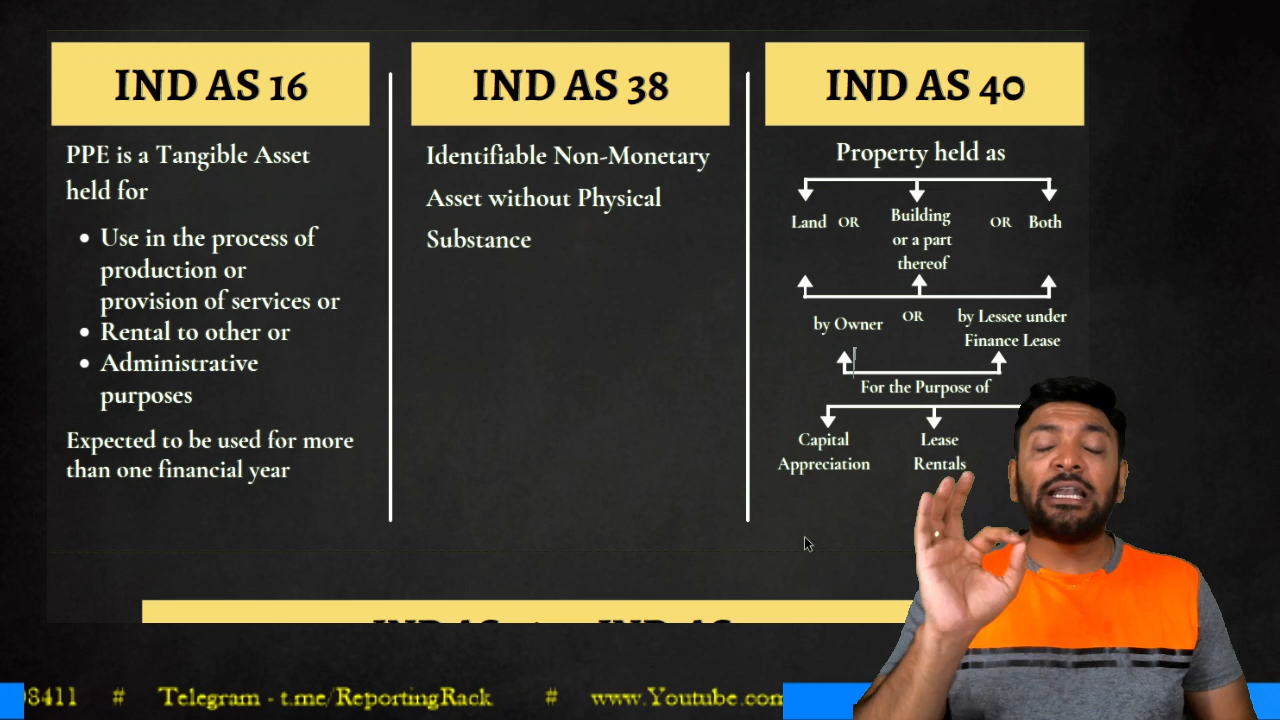 IND AS 16
PPE is a Tangible Asset
held for
Use in the process of
production or
provision of services or
Rental to other or
Administrative
purposes
Expected to be used for more
than one financial year
IND AS 38
Identifiable Non-Monetary
Asset without Physical
Substance
IND AS 40
Property held as
Land OR Building OR Both
or a part
thereof
by Owner OR by Lessee under
Finance Lease
For the Purpose of
Capital Lease
Appreciation Rentals
8411 # Telegram - t.me/ReportingRack # www.Youtube.com